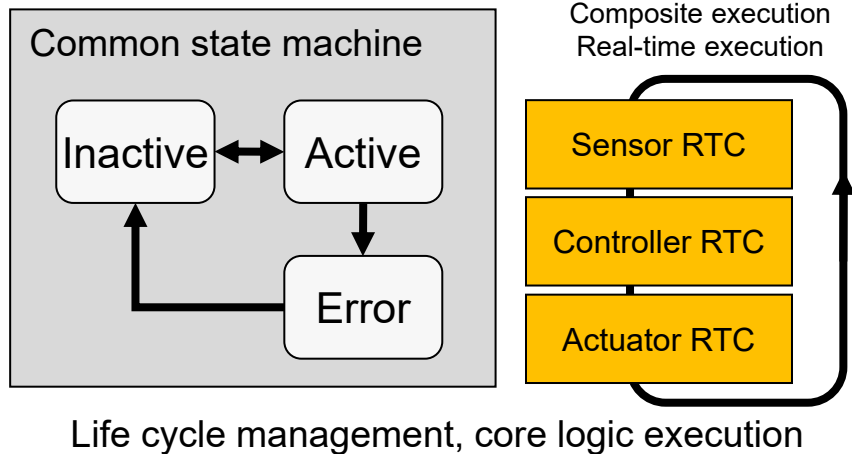 Common state machine
Inactive
Active
Error
Composite execution
Real-time execution
Sensor RTC
Controller RTC
Actuator RTC
Life cycle management, core logic execution